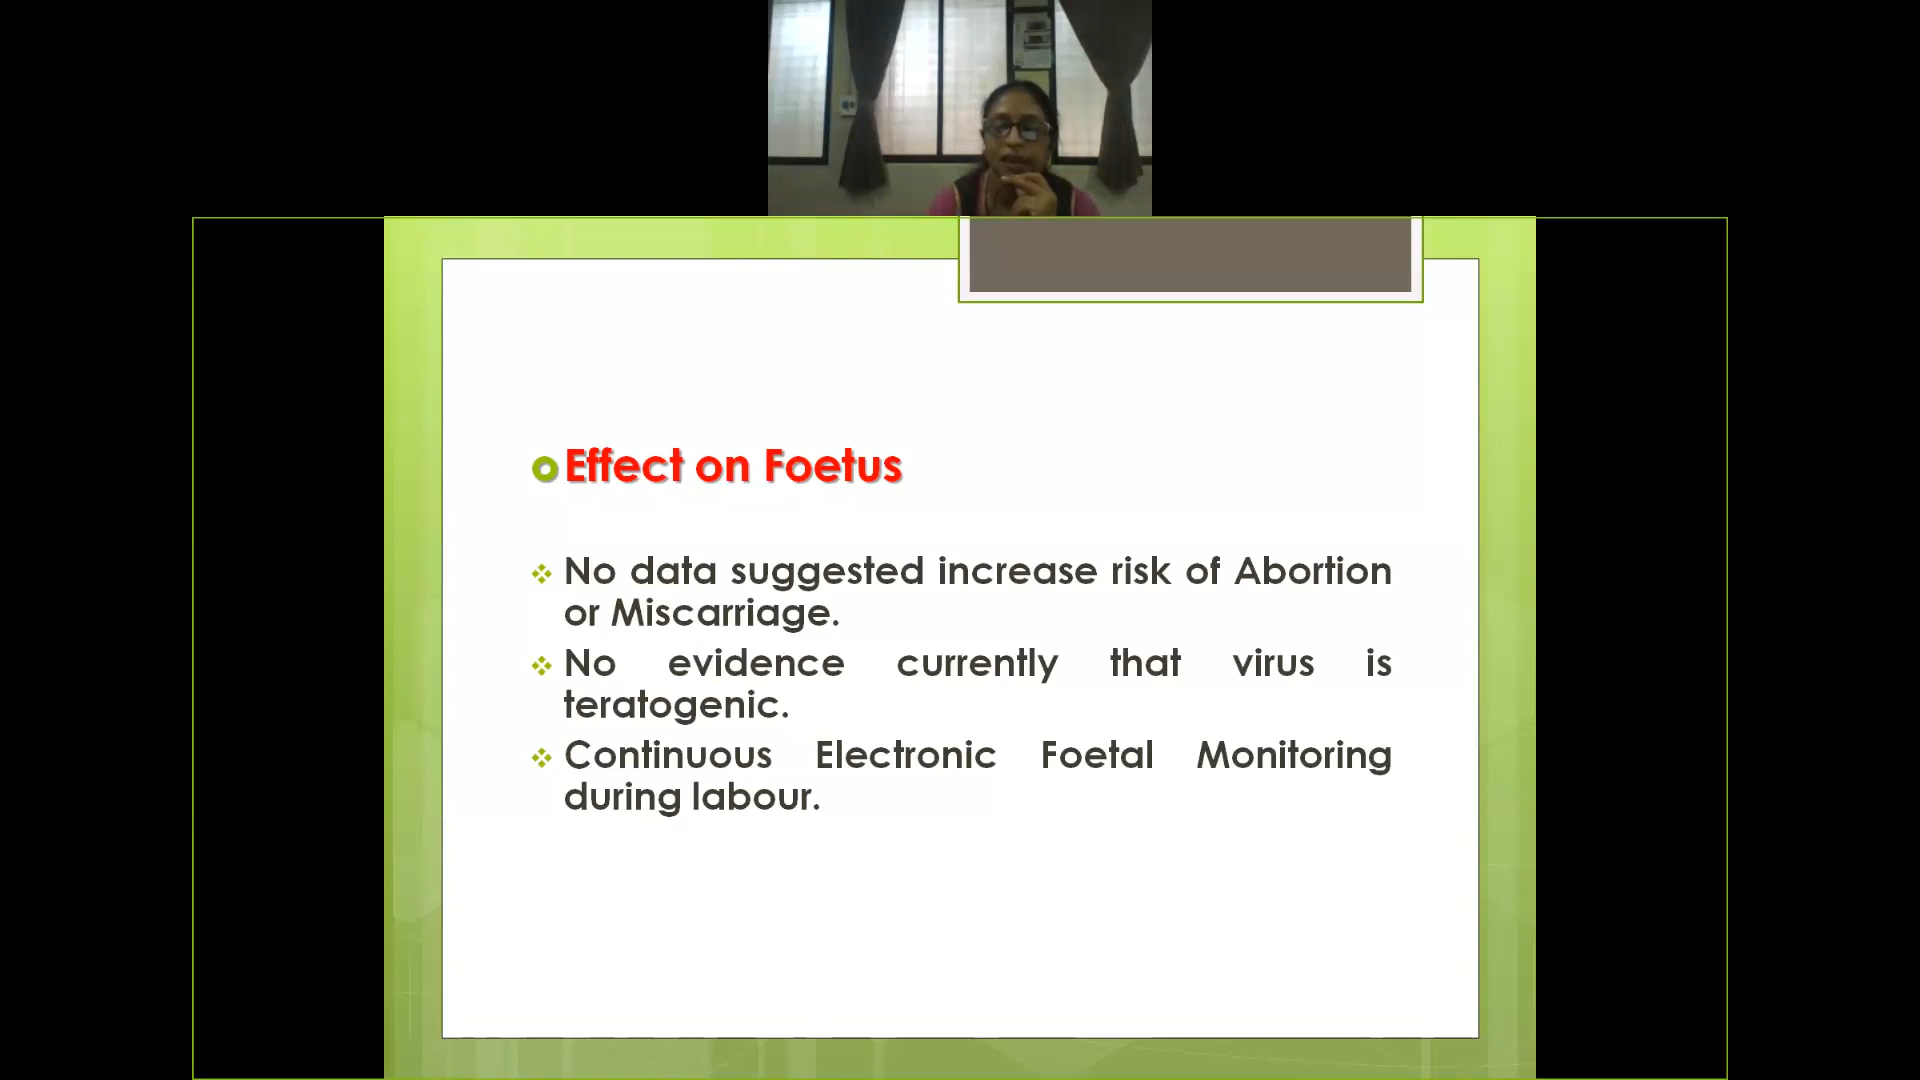 Effect on Foetus
No data suggested increase risk of Abortion
or Miscarriage.
No evidence currently that virus is
teratogenic.
Continuous Electronic Foetal Monitoring
during labour.